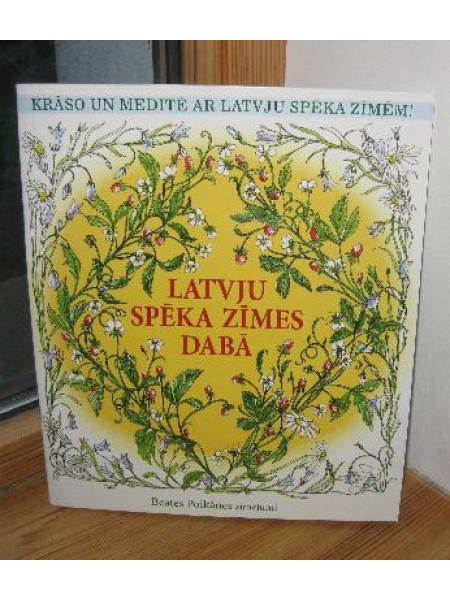 KRĀSO UN MEDITĒ AR LATVJU SPĒKA ZĪMĒM!
LATVJU
SPĒKA ZĪMES
DABĀ
Beates Poikānes zīmējumi